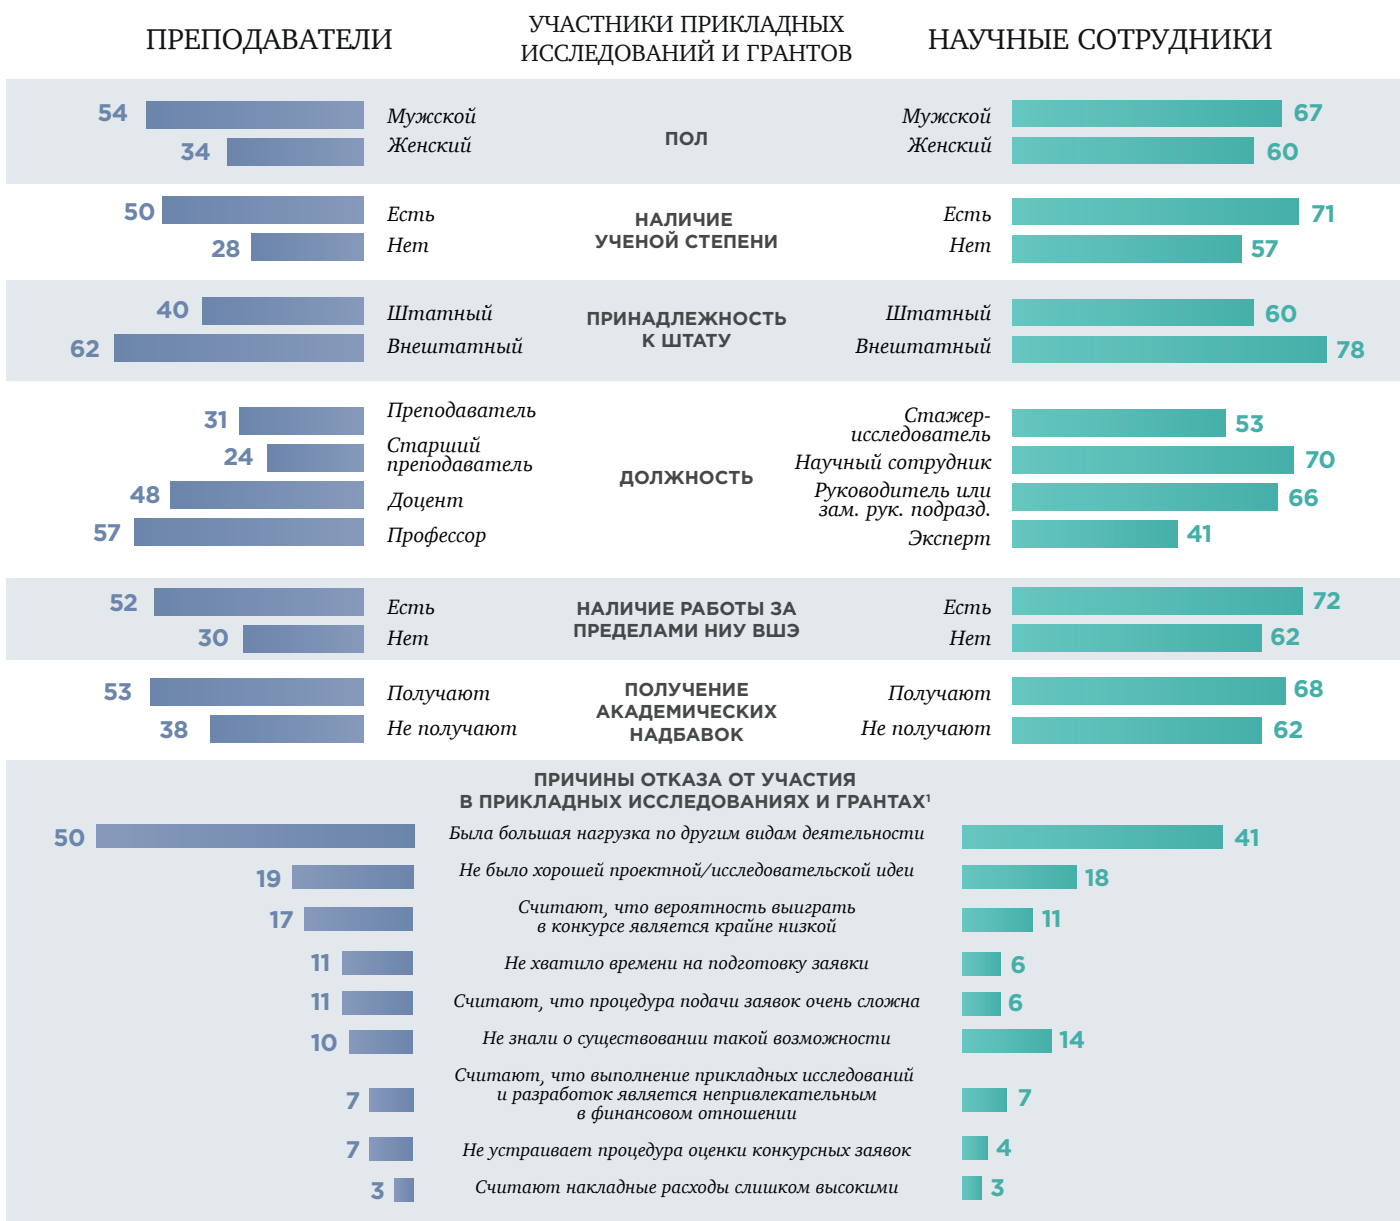 ПРЕПОДАВАТЕЛИ
УЧАСТНИКИ ПРИКЛАДНЫХ
ИССЛЕДОВАНИЙ И ГРАНТОВ
НАУЧНЫЕ СОТРУДНИКИ
54 Мужской ПОЛ Мужской 67
34 Женский Женский 60
50 Есть НАЛИЧИЕ Есть 71
28 Нет УЧЕНОЙ СТЕПЕНИ Нет 57
40 Штатный ПРИНАДЛЕЖНОСТЬ Штатный 60
62 Внештатный К ШТАТУ Внештатный 78
ДОЛЖНОСТЬ
31 Преподаватель
24 Старший
преподаватель
48 Доцент
57 Профессор
Стажер-
исследователь 53
Научный сотрудник 70
Руководитель или
зам. рук. подразд. 66
Эксперт 41
52 Есть НАЛИЧИЕ РАБОТЫ ЗА Есть 72
30 Нет ПРЕДЕЛАМИ НИУ ВШЭ Нет 62
ПОЛУЧЕНИЕ
АКАДЕМИЧЕСКИХ
НАДБАВОК
53 Получают Получают 68
38 Не получают Не получают 62
ПРИЧИНЫ ОТКАЗА ОТ УЧАСТИЯ
В ПРИКЛАДНЫХ ИССЛЕДОВАНИЯХ И ГРАНТАХ¹
50 Была большая нагрузка по другим видам деятельности 41
19 Не было хорошей проектной/исследовательской идеи 18
17 Считают, что вероятность выиграть 11
в конкурсе является крайне низкой
11 Не хватило времени на подготовку заявки 6
11 Считают, что процедура подачи заявок очень сложна 6
10 Не знали о существовании такой возможности 14
Считают, что выполнение прикладных исследований
7 и разработок является непривлекательным 7
в финансовом отношении
7 Не устраивает процедура оценки конкурсных заявок 4
3 Считают накладные расходы слишком высокими 3